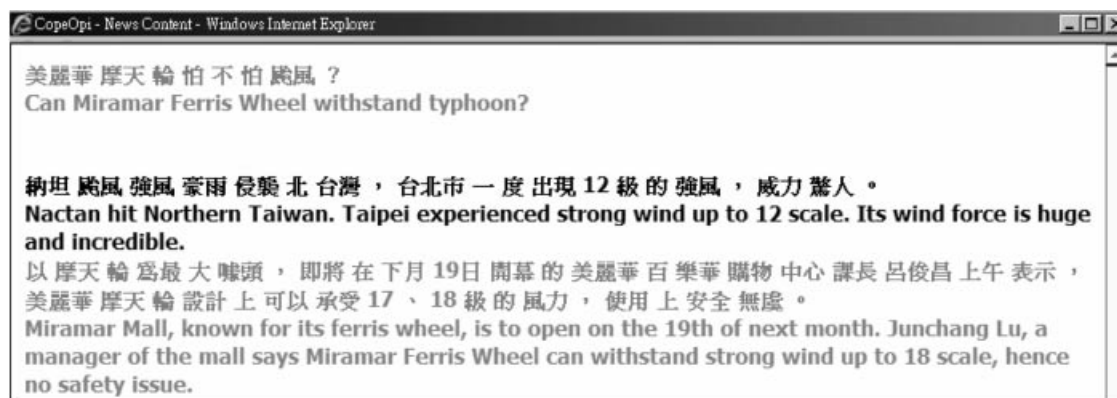 CopeOpi - News Content - Windows Internet Explorer
美麗華 摩天 輪 怕 不 怕 颱風 ？
Can Miramar Ferris Wheel withstand typhoon?
納坦 颱風 強風 豪雨 侵襲 北 台灣 ， 台北市 一 度 出現 12 級 的 強風 ， 威力 驚人 。
Nactan hit Northern Taiwan. Taipei experienced strong wind up to 12 scale. Its wind force is huge
and incredible.
以 摩天 輪 為最 大 噱頭 ， 即將 在 下月 19日 開幕 的 美麗華 百 樂華 購物 中心 課長 呂俊昌 上午 表示 ，
美麗華 摩天 輪 設計 上 可以 承受 17 、 18 級 的 風力 ， 使用 上 安全 無虞 。
Miramar Mall, known for its ferris wheel, is to open on the 19th of next month. Junchang Lu, a
manager of the mall says Miramar Ferris Wheel can withstand strong wind up to 18 scale, hence
no safety issue.